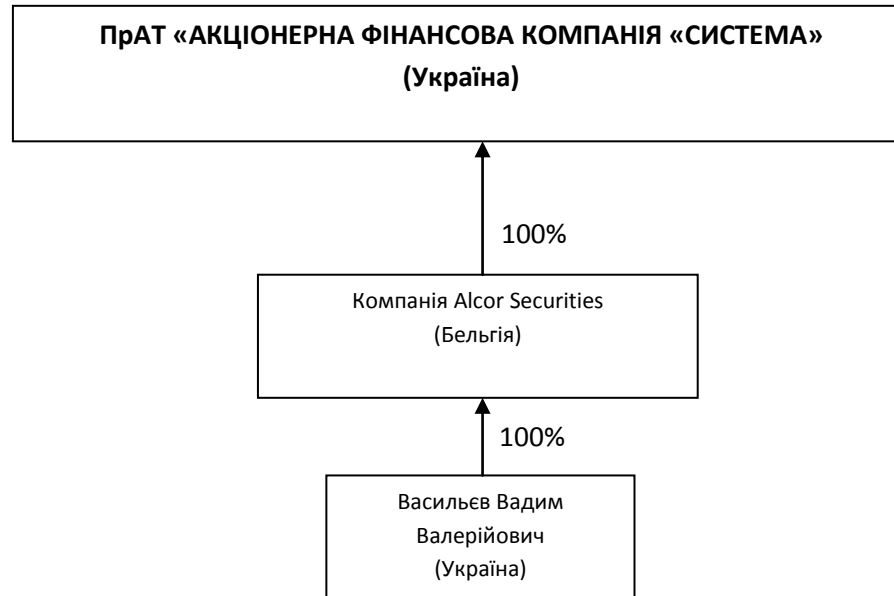 ПрАТ «АКЦІОНЕРНА ФІНАНСОВА КОМПАНІЯ «СИСТЕМА»
(Україна)
100%
Компанія Alcor Securities
(Бельгія)
100%
Васильєв Вадим
Валерійович
(Україна)